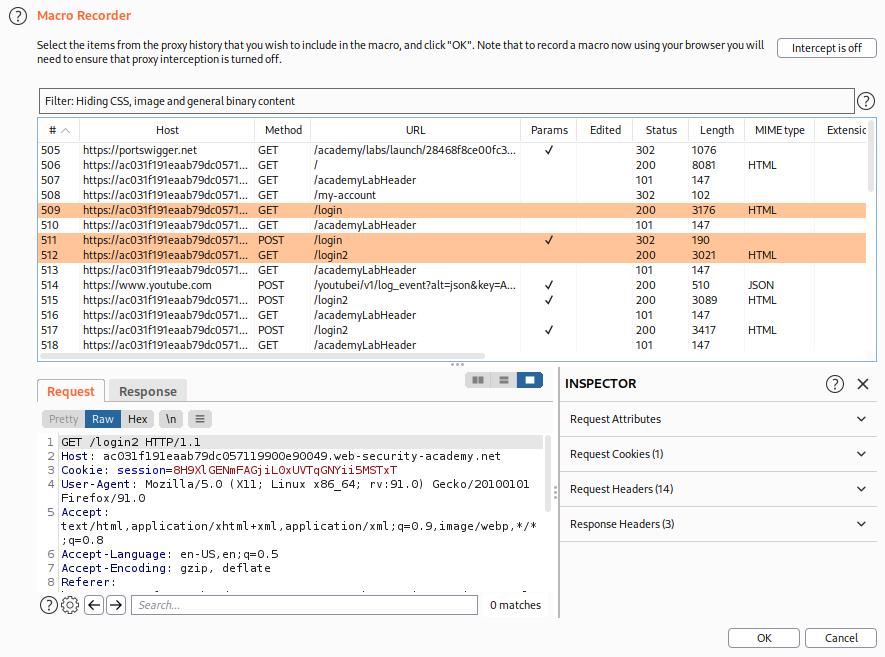 ? Macro Recorder
Select the items from the proxy history that you wish to include in the macro, and click "OK". Note that to record a macro now using your browser you will
need to ensure that proxy interception is turned off.
Intercept is off
Filter: Hiding CSS, image and general binary content ?
# Host Method URL Params Edited Status Length MIME type Extensio
505 https://portswigger.net GET /academy/labs/launch/28468f8ce00fc3... ✓ 302 1076
506 https://ac031f191eaab79dc0571... GET / 200 8081 HTML
507 https://ac031f191eaab79dc0571... GET /academyLabHeader 101 147
508 https://ac031f191eaab79dc0571... GET /my-account 302 102
509 https://ac031f191eaab79dc0571... GET /login 200 3176 HTML
510 https://ac031f191eaab79dc0571... GET /academyLabHeader 101 147
511 https://ac031f191eaab79dc0571... POST /login ✓ 302 190
512 https://ac031f191eaab79dc0571... GET /login2 200 3021 HTML
513 https://ac031f191eaab79dc0571... GET /academyLabHeader 101 147
514 https://www.youtube.com POST /youtubei/v1/log_event?alt=json&key=A... ✓ 200 510 JSON
515 https://ac031f191eaab79dc0571... POST /login2 ✓ 200 3089 HTML
516 https://ac031f191eaab79dc0571... GET /academyLabHeader 101 147
517 https://ac031f191eaab79dc0571... POST /login2 ✓ 200 3417 HTML
518 https://ac031f191eaab79dc0571... GET /academyLabHeader 101 147
Request Response
Pretty Raw Hex \n
1 GET /login2 HTTP/1.1
2 Host: ac031f191eaab79dc057119900e90049.web-security-academy.net
3 Cookie: session=8H9XlGENmFAGjiL0xUVTqGNYii5MSTxT
4 User-Agent: Mozilla/5.0 (X11; Linux x86_64; rv:91.0) Gecko/20100101
Firefox/91.0
5 Accept:
text/html,application/xhtml+xml,application/xml;q=0.9,image/webp,*/*
;q=0.8
6 Accept-Language: en-US,en;q=0.5
7 Accept-Encoding: gzip, deflate
8 Referer:
? Search... 0 matches
INSPECTOR ?
Request Attributes
Request Cookies (1)
Request Headers (14)
Response Headers (3)
OK Cancel